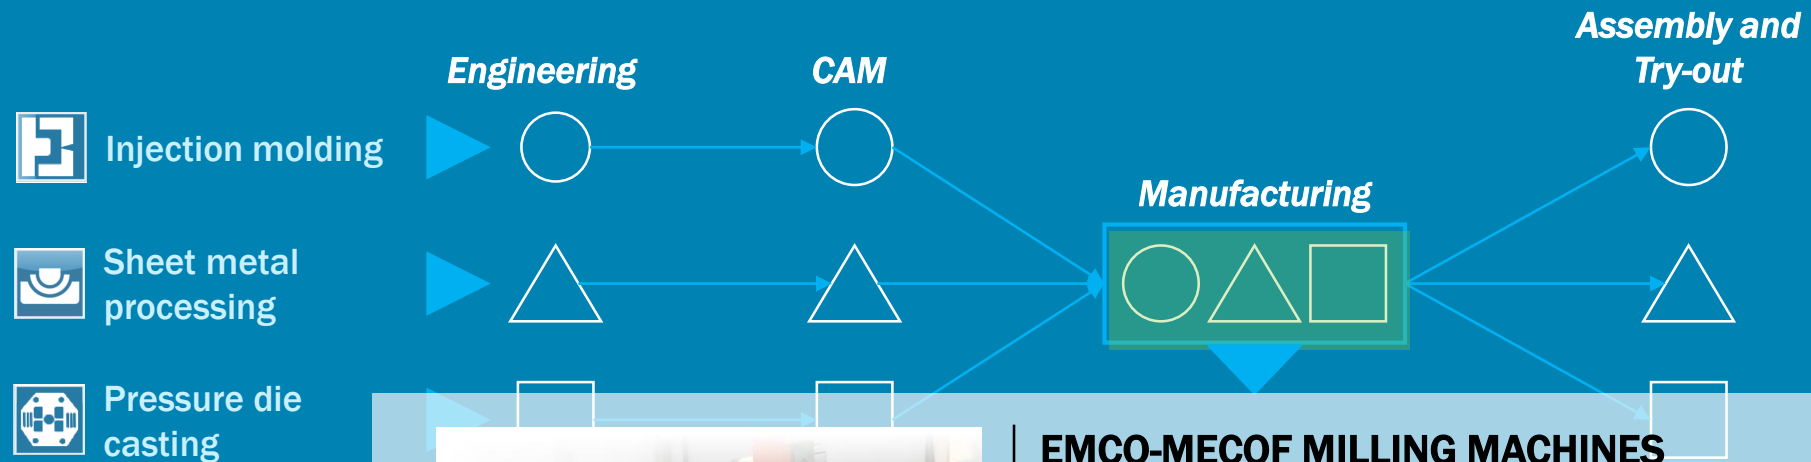 Assembly and
Try-out
Engineering
CAM
Injection molding
Manufacturing
Sheet metal
processing
Pressure die
casting
EMCO-MECOF MILLING MACHINES